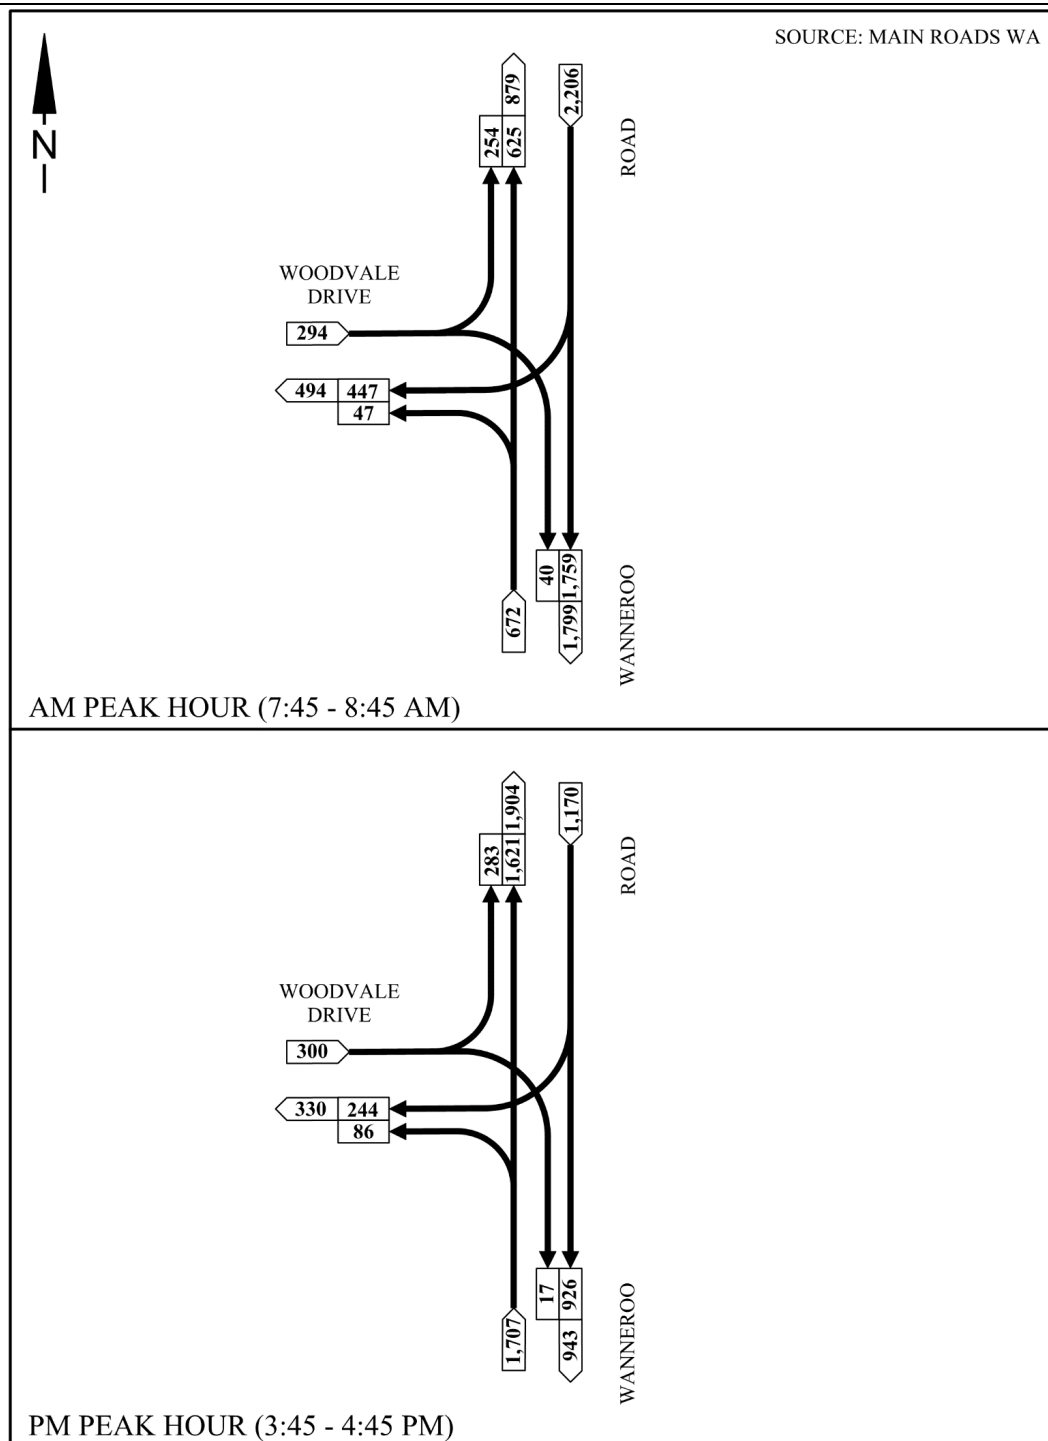 SOURCE: MAIN ROADS WA
N
879
2,206
254
625
ROAD
WOODVALE
DRIVE
294
494
447
47
40
1,759
672
1,799
WANNEROO
AM PEAK HOUR (7:45 - 8:45 AM)
1,904
1,170
283
1,621
ROAD
WOODVALE
DRIVE
300
330
244
86
17
926
1,707
943
WANNEROO
PM PEAK HOUR (3:45 - 4:45 PM)